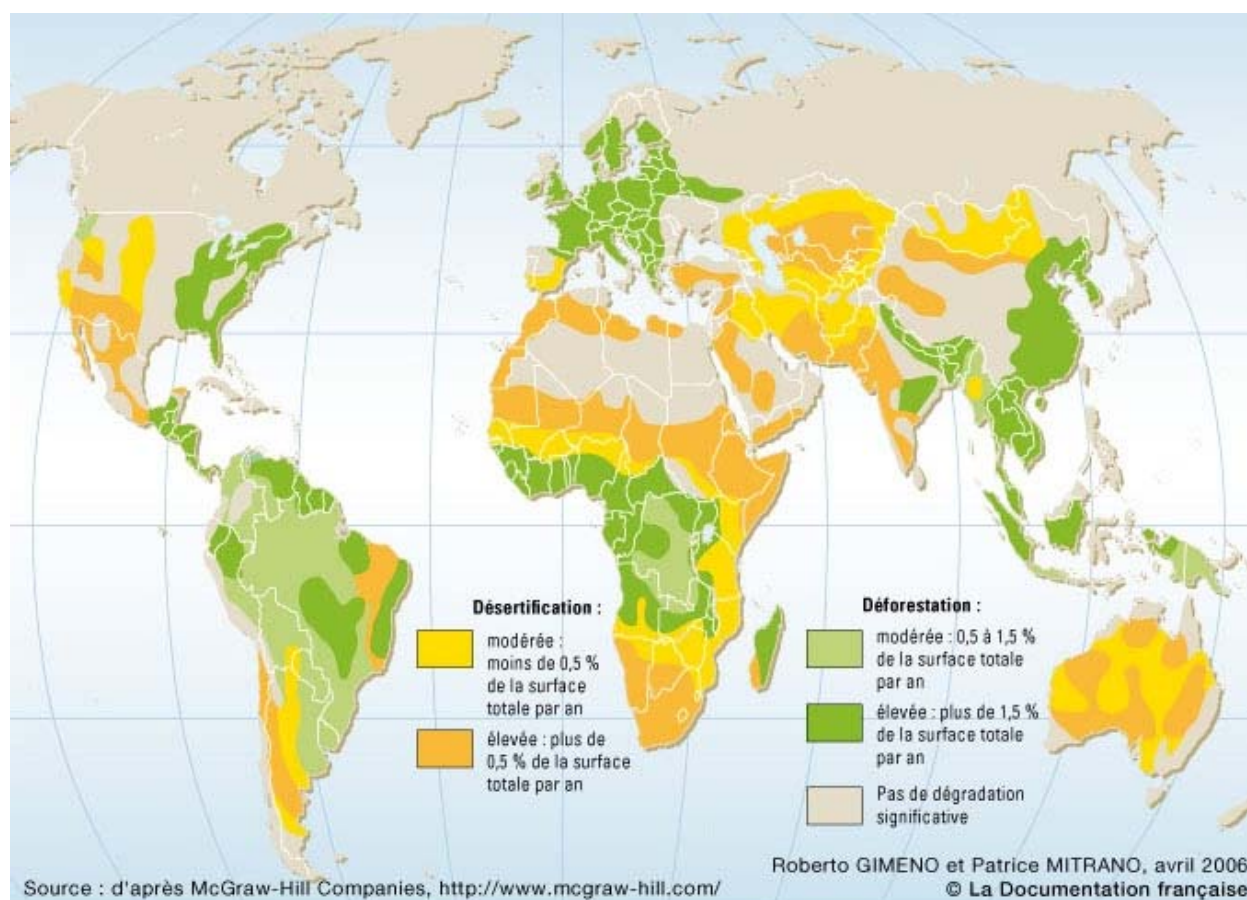 Désertification :
modérée :
moins de 0,5 %
de la surface
totale par an
élevée : plus de
0,5 % de la surface
totale par an
Déforestation :
modérée : 0,5 à 1,5 %
de la surface totale
par an
élevée : plus de 1,5 %
de la surface totale
par an
Pas de dégradation
significative
Roberto GIMENO et Patrice MITRANO, avril 2006
Source : d'après McGraw-Hill Companies, http://www.mcgraw-hill.com/
© La Documentation française